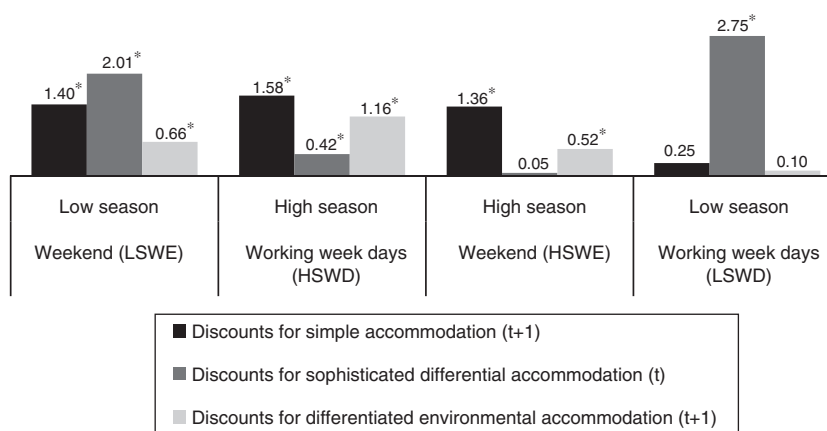 1.40* 2.01* 0.66* 1.58* 0.42* 1.16* 1.36* 0.05 0.52* 0.25 2.75* 0.10
Low season High season High season Low season
Weekend (LSWE) Working week days (HSWD) Weekend (HSWE) Working week days (LSWD)
Discounts for simple accommodation (t+1)
Discounts for sophisticated differential accommodation (t)
Discounts for differentiated environmental accommodation (t+1)